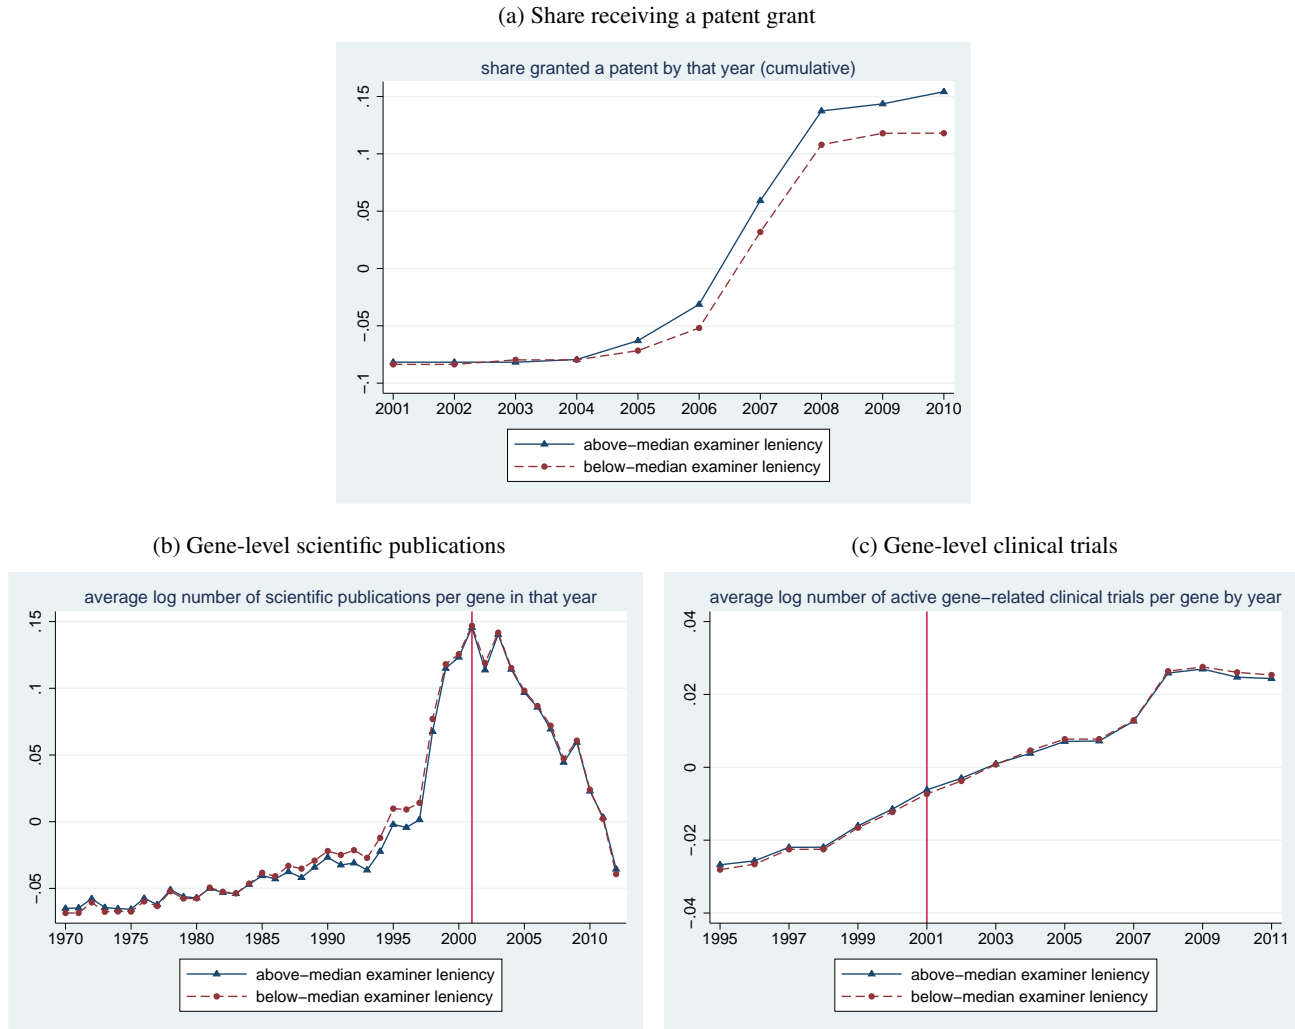 (a) Share receiving a patent grant
share granted a patent by that year (cumulative)
.15
.1
.05
0
−.05
−.1
2001 2002 2003 2004 2005 2006 2007 2008 2009 2010
above−median examiner leniency
below−median examiner leniency
(b) Gene-level scientific publications
average log number of scientific publications per gene in that year
.15
.1
.05
0
−.05
1970 1975 1980 1985 1990 1995 2000 2005 2010
above−median examiner leniency
below−median examiner leniency
(c) Gene-level clinical trials
average log number of active gene−related clinical trials per gene by year
.04
.02
0
−.02
−.04
1995 1997 1999 2001 2003 2005 2007 2009 2011
above−median examiner leniency
below−median examiner leniency